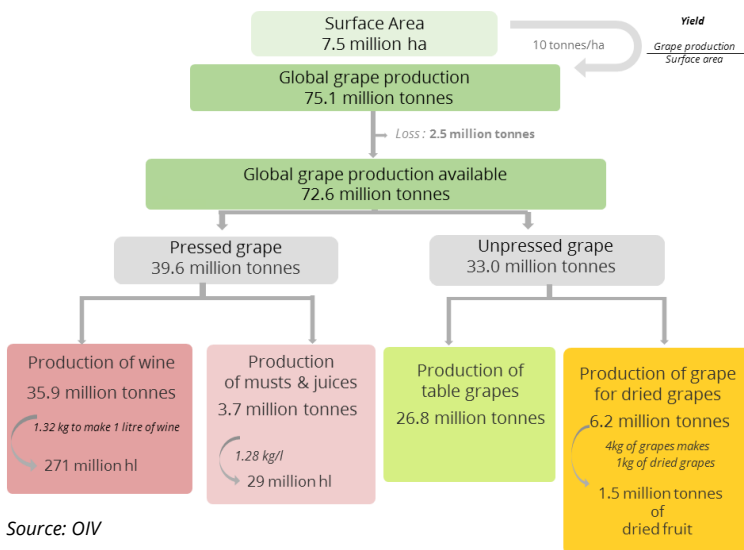 Surface Area
7.5 million ha
10 tonnes/ha
Yield
Grape production
Surface area
Global grape production
75.1 million tonnes
Loss : 2.5 million tonnes
Global grape production available
72.6 million tonnes
Pressed grape
39.6 million tonnes
Unpressed grape
33.0 million tonnes
Production of wine
35.9 million tonnes
1.32 kg to make 1 litre of wine
271 million hl
Production
of musts & juices
3.7 million tonnes
1.28 kg/l
29 million hl
Production of
table grapes
26.8 million tonnes
Production of grape
for dried grapes
6.2 million tonnes
4kg of grapes makes
1kg of dried grapes
1.5 million tonnes
of
dried fruit
Source: OIV